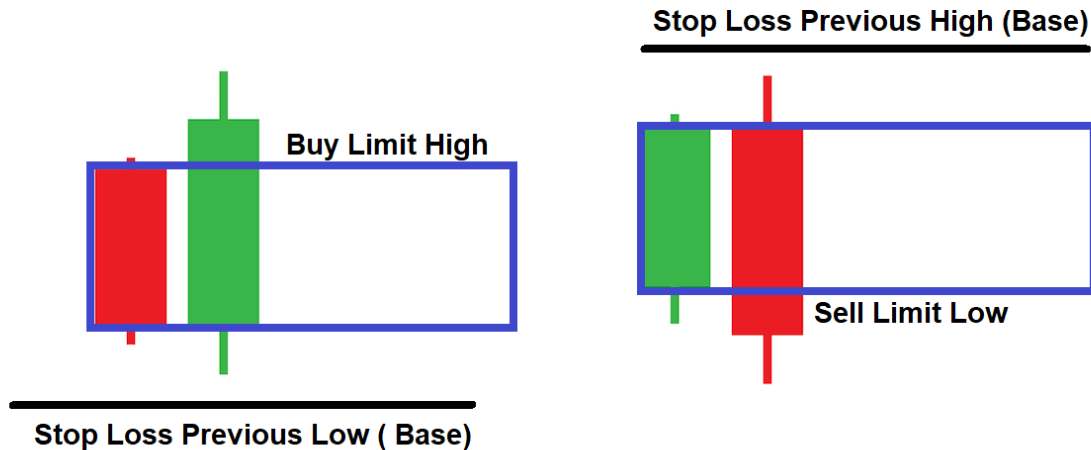 Stop Loss Previous High (Base)
Buy Limit High
Sell Limit Low
Stop Loss Previous Low ( Base)